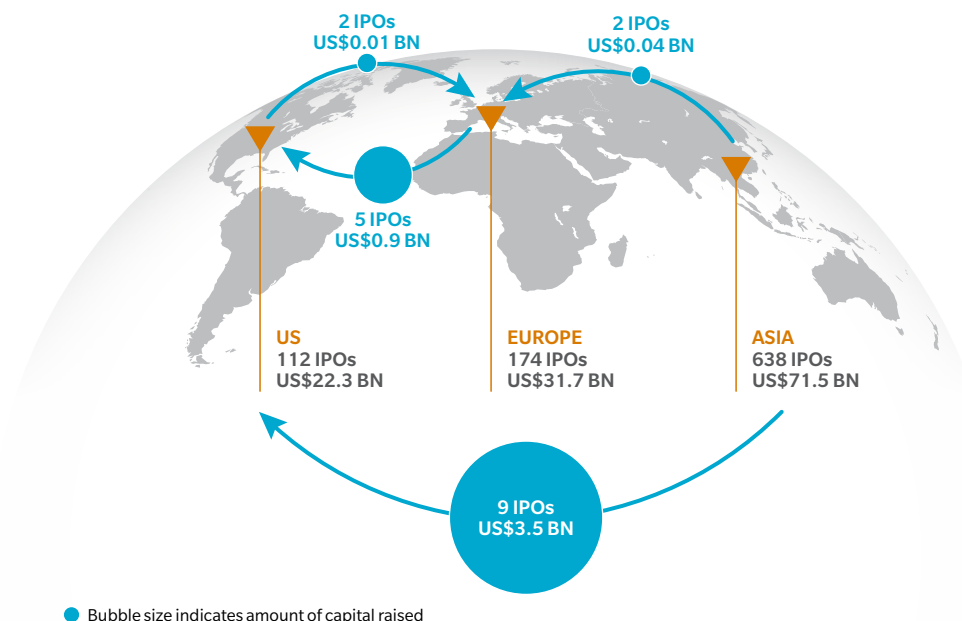 2 IPOs
US$0.01 BN
2 IPOs
US$0.04 BN
5 IPOs
US$0.9 BN
US
112 IPOs
US$22.3 BN
EUROPE
174 IPOs
US$31.7 BN
ASIA
638 IPOs
US$71.5 BN
9 IPOs
US$3.5 BN
Bubble size indicates amount of capital raised